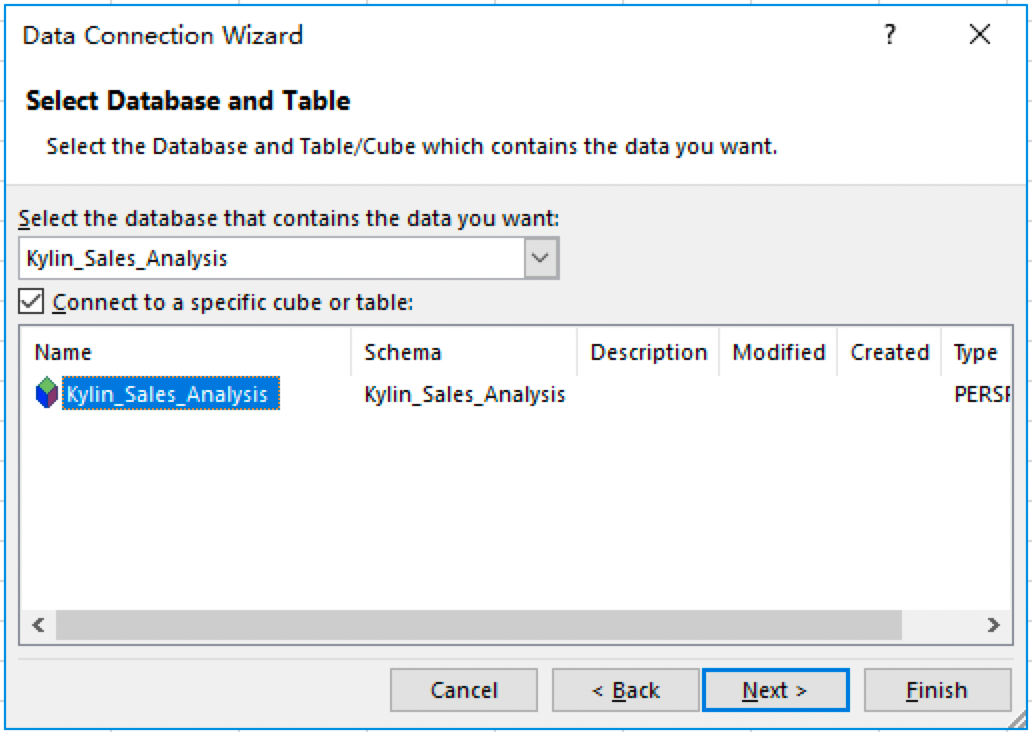 Data Connection Wizard ?
Select Database and Table
Select the Database and Table/Cube which contains the data you want.
Select the database that contains the data you want:
Kylin_Sales_Analysis
Connect to a specific cube or table:
Name Schema Description Modified Created Type
Kylin_Sales_Analysis Kylin_Sales_Analysis PERSP
Cancel < Back Next > Finish